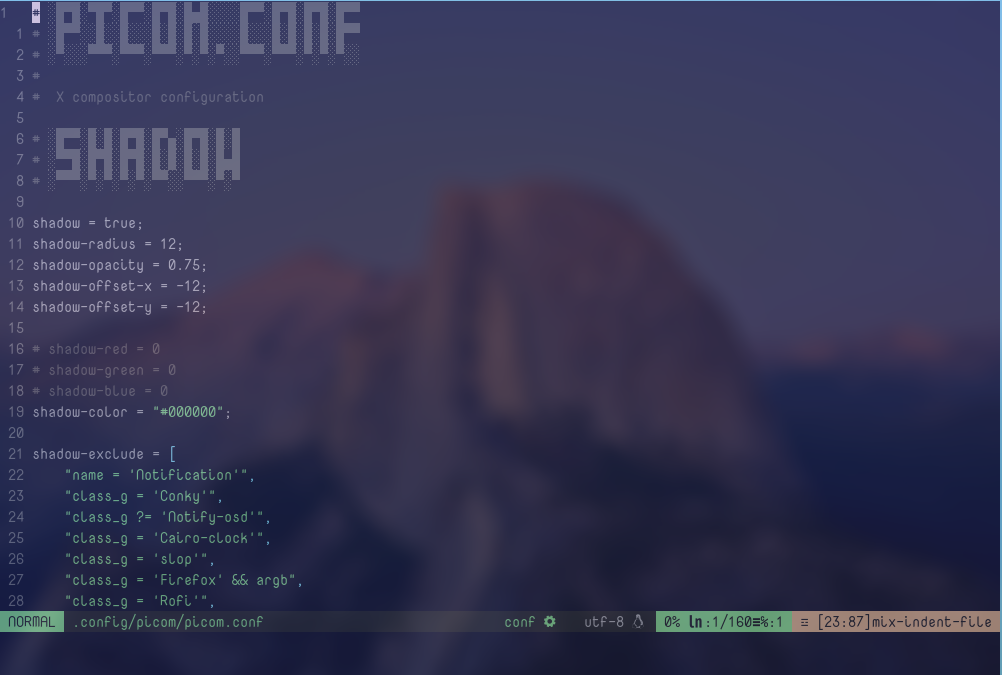 1 # PICOM.CONF
1 #
2 #
3 #
4 # X compositor configuration
5
6 # SHADOW
7 #
8 #
9
10 shadow = true;
11 shadow-radius = 12;
12 shadow-opacity = 0.75;
13 shadow-offset-x = -12;
14 shadow-offset-y = -12;
15
16 # shadow-red = 0
17 # shadow-green = 0
18 # shadow-blue = 0
19 shadow-color = "#000000";
20
21 shadow-exclude = [
22 "name = 'Notification'",
23 "class_g = 'Conky'",
24 "class_g ?= 'Notify-osd'",
25 "class_g = 'Cairo-clock'",
26 "class_g = 'slop'",
27 "class_g = 'Firefox' && argb",
28 "class_g = 'Rofi'",
NORMAL .config/picom/picom.conf conf utf-8 0% ln:1/160≡%:1 Ξ [23:87]mix-indent-file